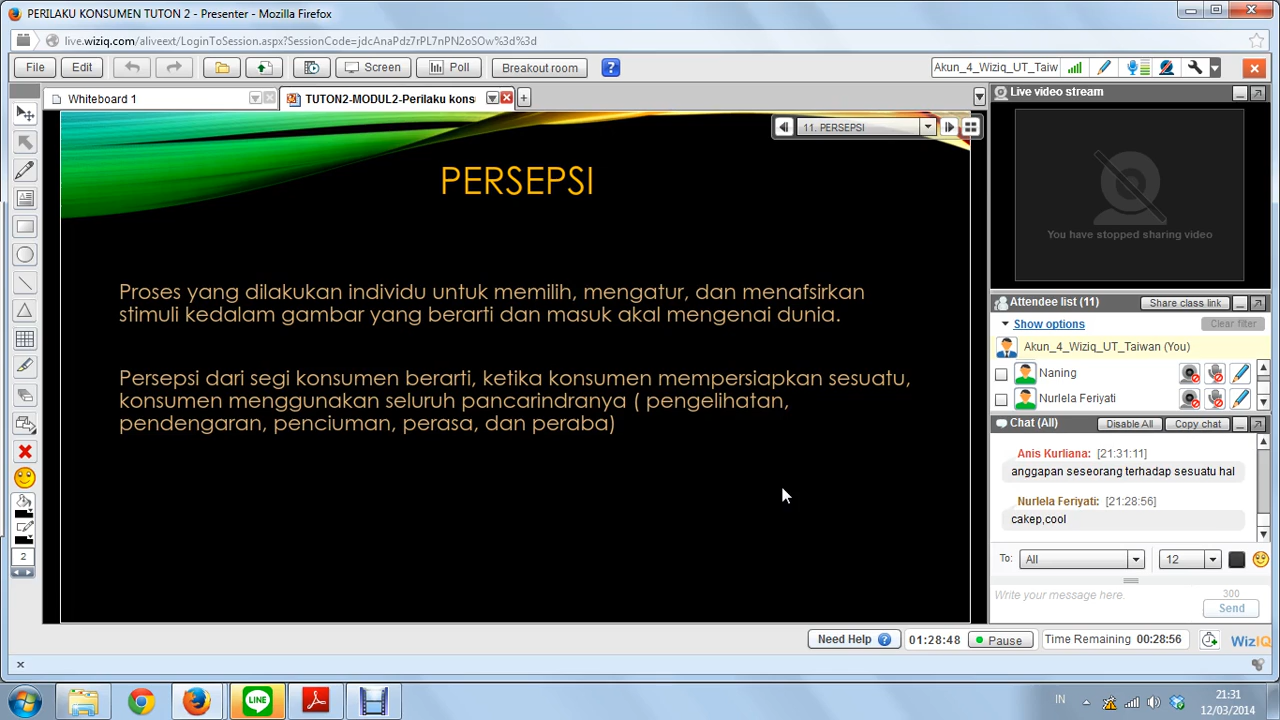 PERILAKU KONSUMEN TUTON 2 - Presenter - Mozilla Firefox
live.wiziq.com/aliveext/LoginToSession.aspx?SessionCode=jdcAnaPdz7rPL7nPN2oSOw%3d%3d
File Edit Screen Poll Breakout room ? Akun_4_Wiziq_UT_Taiw
Whiteboard 1 TUTON2-MODUL2-Perilaku kons
11. PERSEPSI
PERSEPSI
Proses yang dilakukan individu untuk memilih, mengatur, dan menafsirkan
stimuli kedalam gambar yang berarti dan masuk akal mengenai dunia.
Persepsi dari segi konsumen berarti, ketika konsumen mempersiapkan sesuatu,
konsumen menggunakan seluruh pancarindranya ( pengelihatan,
pendengaran, penciuman, perasa, dan peraba)
2
Live video stream
You have stopped sharing video
Attendee list (11) Share class link
Show options Clear filter
Akun_4_Wiziq_UT_Taiwan (You)
Naning
Nurlela Feriyati
Chat (All) Disable All Copy chat
Anis Kurliana: [21:31:11]
anggapan seseorang terhadap sesuatu hal
Nurlela Feriyati: [21:28:56]
cakep,cool
To: All 12
Write your message here. 300
Send
Need Help ? 01:28:48 Pause Time Remaining 00:28:56 WizIQ
LINE
IN
21:31
12/03/2014